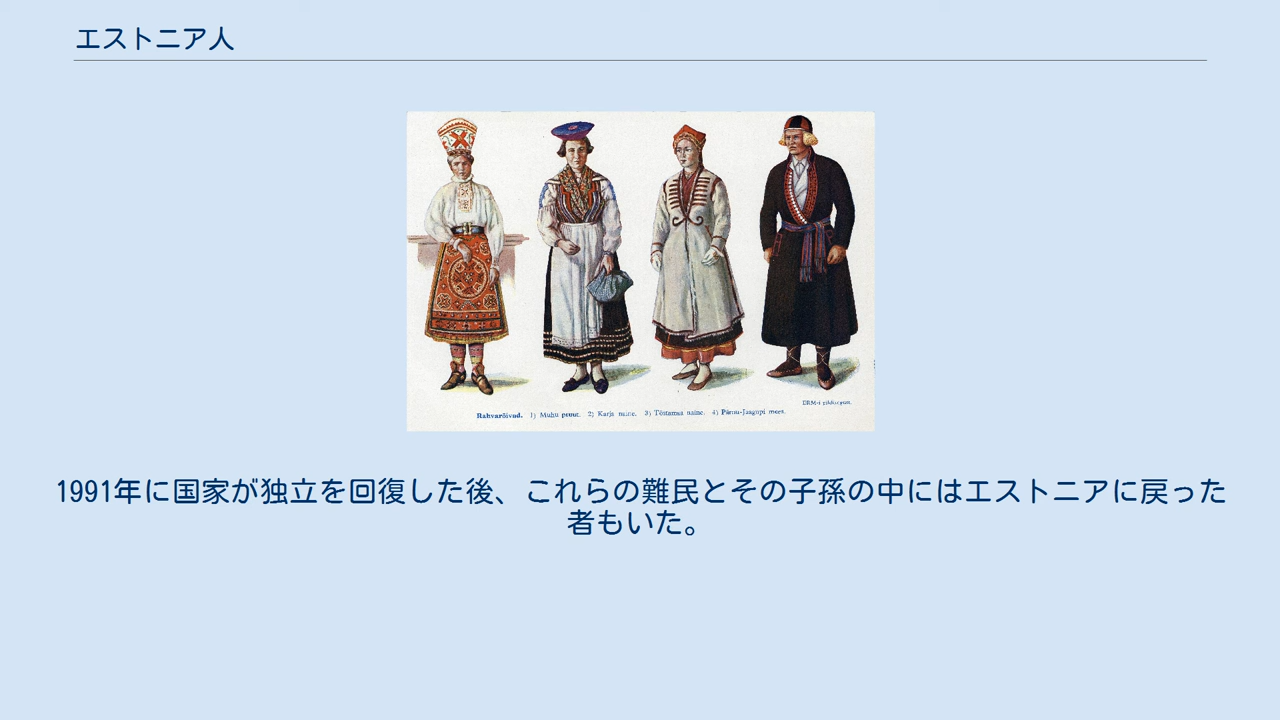 エストニア人
Rahvarõivad. 1) Muhu pruut. 2) Karja naine. 3) Tõstamaa naine. 4) Pärnu-Jaagupi mees.
1991年に国家が独立を回復した後、これらの難民とその子孫の中にはエストニアに戻った
者もいた。